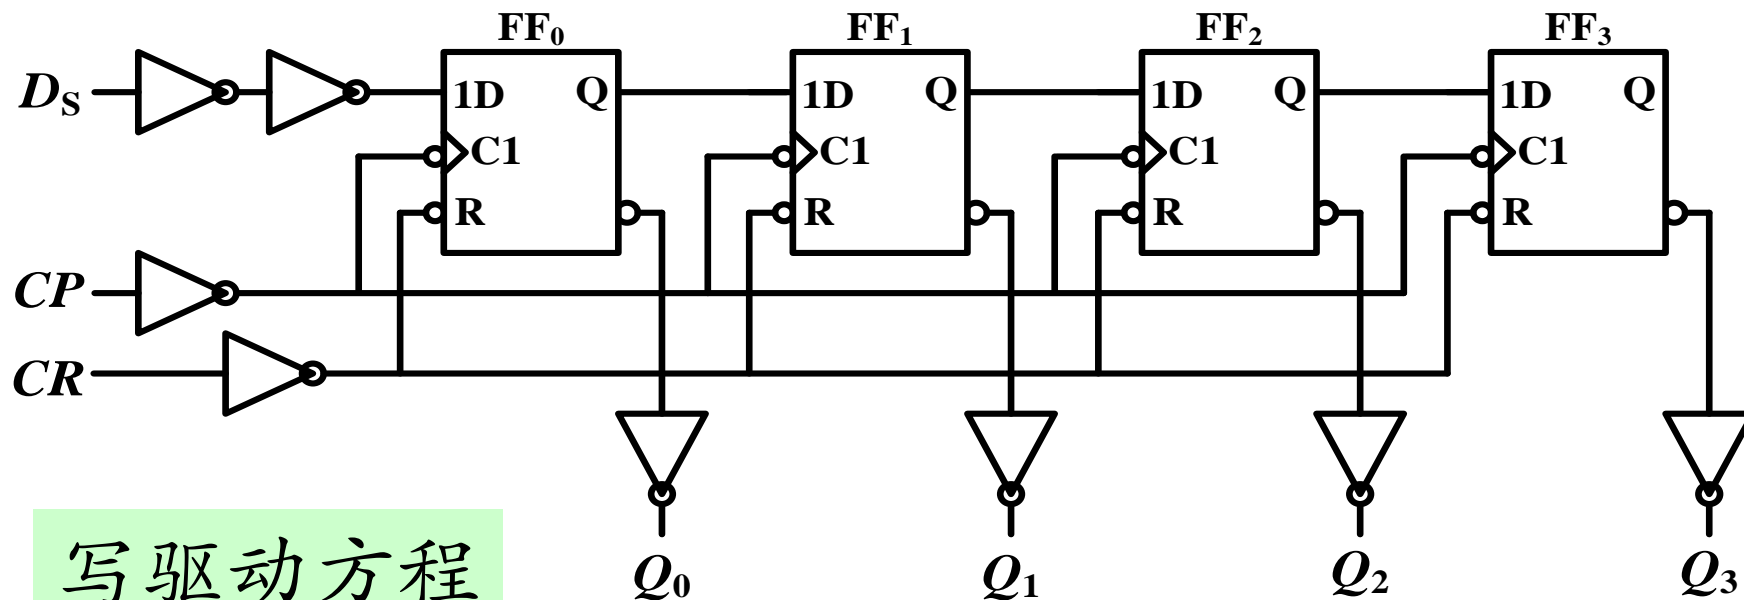 FF₀ FF₁ FF₂ FF₃
D_S 1D Q 1D Q 1D Q 1D Q
C1 C1 C1 C1
R R R R
CP
CR
写驱动方程
Q₀ Q₁ Q₂ Q₃